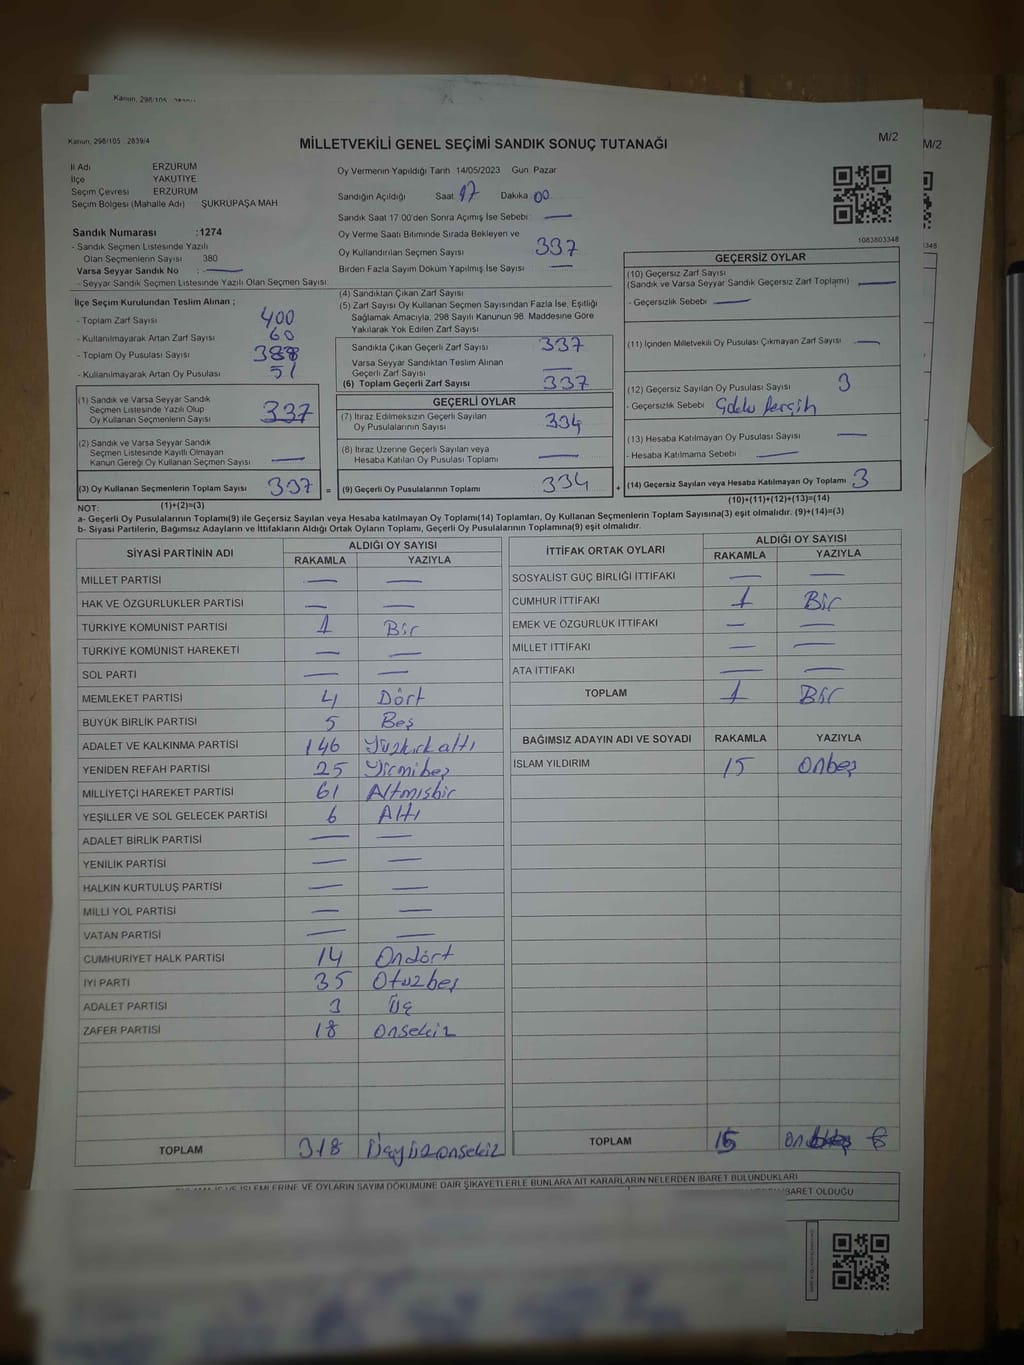 Kanun, 298/105
M/2
Kanun, 298/105 2839/4
MİLLETVEKİLİ GENEL SEÇİMİ SANDIK SONUÇ TUTANAĞI
M/2
İl Adı ERZURUM
İlçe YAKUTİYE
Seçim Çevresi ERZURUM
Seçim Bölgesi (Mahalle Adı) ŞUKRUPAŞA MAH
Sandık Numarası :1274
- Sandık Seçmen Listesinde Yazılı
Olan Seçmenlerin Sayısı 380
Varsa Seyyar Sandık No : —
- Seyyar Sandık Seçmen Listesinde Yazılı Olan Seçmen Sayısı:
Oy Vermenin Yapıldığı Tarih :14/05/2023 Gün Pazar
Sandığın Açıldığı Saat 17 Dakika 00
Sandık Saat 17 00'den Sonra Açımış İse Sebebi —
Oy Verme Saati Bitiminde Sırada Bekleyen ve
Oy Kullandırılan Seçmen Sayısı 337
Birden Fazla Sayım Döküm Yapılmış İse Sayısı —
1083803348
İlçe Seçim Kurulundan Teslim Alınan ;
- Toplam Zarf Sayısı 400
- Kullanılmayarak Artan Zarf Sayısı 60
- Toplam Oy Pusulası Sayısı 388
- Kullanılmayarak Artan Oy Pusulası 51
(1) Sandık ve Varsa Seyyar Sandık
Seçmen Listesinde Yazılı Olup
Oy Kullanan Seçmenlerin Sayısı 337
(2) Sandık ve Varsa Seyyar Sandık
Seçmen Listesinde Kayıtlı Olmayan
Kanun Gereği Oy Kullanan Seçmen Sayısı —
(3) Oy Kullanan Seçmenlerin Toplam Sayısı 337 =
(4) Sandıktan Çıkan Zarf Sayısı
(5) Zarf Sayısı Oy Kullanan Seçmen Sayısından Fazla İse, Eşitliği
Sağlamak Amacıyla, 298 Sayılı Kanunun 98. Maddesine Göre
Yakılarak Yok Edilen Zarf Sayısı
Sandıkta Çıkan Geçerli Zarf Sayısı 337
Varsa Seyyar Sandıktan Teslim Alınan
Geçerli Zarf Sayısı —
(6) Toplam Geçerli Zarf Sayısı 337
GEÇERLİ OYLAR
(7) İtiraz Edilmeksizin Geçerli Sayılan
Oy Pusulalarının Sayısı 334
(8) İtiraz Üzerine Geçerli Sayılan veya
Hesaba Katılan Oy Pusulası Toplamı —
(9) Geçerli Oy Pusulalarının Toplamı 334 +
GEÇERSİZ OYLAR
(10) Geçersiz Zarf Sayısı
(Sandık ve Varsa Seyyar Sandık Geçersiz Zarf Toplamı) —
- Geçersizlik Sebebi —
(11) İçinden Milletvekili Oy Pusulası Çıkmayan Zarf Sayısı —
(12) Geçersiz Sayılan Oy Pusulası Sayısı 3
- Geçersizlik Sebebi
(13) Hesaba Katılmayan Oy Pusulası Sayısı —
- Hesaba Katılmama Sebebi —
(14) Geçersiz Sayılan veya Hesaba Katılmayan Oy Toplamı 3
NOT: (1)+(2)=(3) (10)+(11)+(12)+(13)=(14)
a- Geçerli Oy Pusulalarının Toplamı(9) ile Geçersiz Sayılan veya Hesaba katılmayan Oy Toplamı(14) Toplamları, Oy Kullanan Seçmenlerin Toplam Sayısına(3) eşit olmalıdır. (9)+(14)=(3)
b- Siyasi Partilerin, Bağımsız Adayların ve İttifakların Aldığı Ortak Oyların Toplamı, Geçerli Oy Pusulalarının Toplamına(9) eşit olmalıdır.
SİYASİ PARTİNİN ADI ALDIĞI OY SAYISI
RAKAMLA YAZIYLA
MİLLET PARTİSİ — —
HAK VE ÖZGÜRLÜKLER PARTİSİ — —
TÜRKİYE KOMÜNİST PARTİSİ 1 Bir
TÜRKİYE KOMÜNİST HAREKETİ — —
SOL PARTİ — —
MEMLEKET PARTİSİ 4 Dört
BÜYÜK BİRLİK PARTİSİ 5 Beş
ADALET VE KALKINMA PARTİSİ 146 Yüzkırkaltı
YENİDEN REFAH PARTİSİ 25 Yirmibeş
MİLLİYETÇİ HAREKET PARTİSİ 61 Altmışbir
YEŞİLLER VE SOL GELECEK PARTİSİ 6 Altı
ADALET BİRLİK PARTİSİ — —
YENİLİK PARTİSİ — —
HALKIN KURTULUŞ PARTİSİ — —
MİLLİ YOL PARTİSİ — —
VATAN PARTİSİ — —
CUMHURİYET HALK PARTİSİ 14 Ondört
İYİ PARTİ 35 Otuzbeş
ADALET PARTİSİ 3 Üç
ZAFER PARTİSİ 18 Onsekiz
TOPLAM 318 Üçyüzonsekiz
İTTİFAK ORTAK OYLARI ALDIĞI OY SAYISI
RAKAMLA YAZIYLA
SOSYALİST GÜÇ BİRLİĞİ İTTİFAKI — —
CUMHUR İTTİFAKI 1 Bir
EMEK VE ÖZGÜRLÜK İTTİFAKI — —
MİLLET İTTİFAKI — —
ATA İTTİFAKI — —
TOPLAM 1 Bir
BAĞIMSIZ ADAYIN ADI VE SOYADI RAKAMLA YAZIYLA
İSLAM YILDIRIM 15 Onbeş
TOPLAM 15
İŞLEMLERİNE VE OYLARIN SAYIM DÖKÜMÜNE DAİR ŞİKAYETLERLE BUNLARA AİT KARARLARIN NELERDEN İBARET BULUNDUKLARI
İBARET OLDUĞU